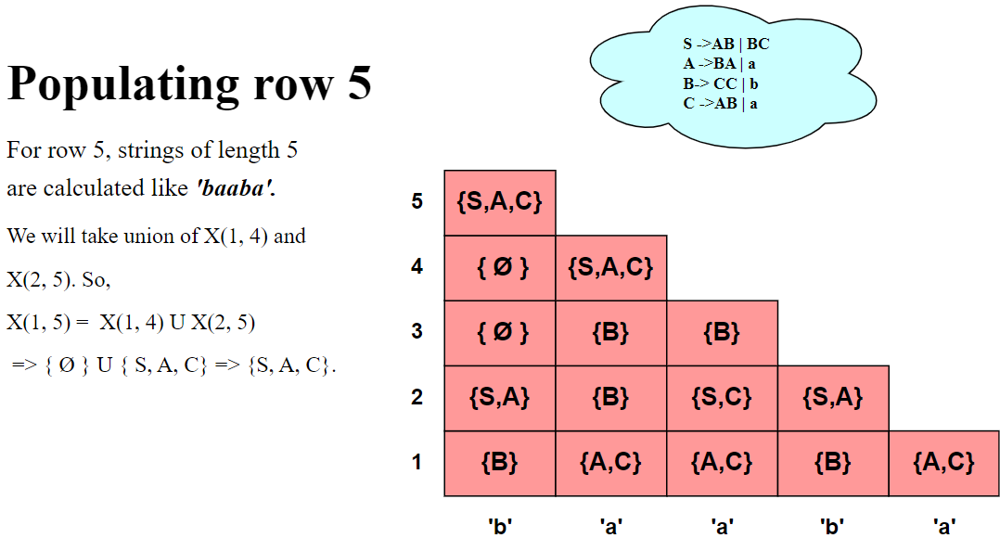 Populating row 5
For row 5, strings of length 5
are calculated like 'baaba'.
We will take union of X(1, 4) and
X(2, 5). So,
X(1, 5) = X(1, 4) U X(2, 5)
=> { Ø } U { S, A, C} => {S, A, C}.
S ->AB | BC
A ->BA | a
B-> CC | b
C ->AB | a
5 {S,A,C}
4 { Ø } {S,A,C}
3 { Ø } {B} {B}
2 {S,A} {B} {S,C} {S,A}
1 {B} {A,C} {A,C} {B} {A,C}
'b' 'a' 'a' 'b' 'a'